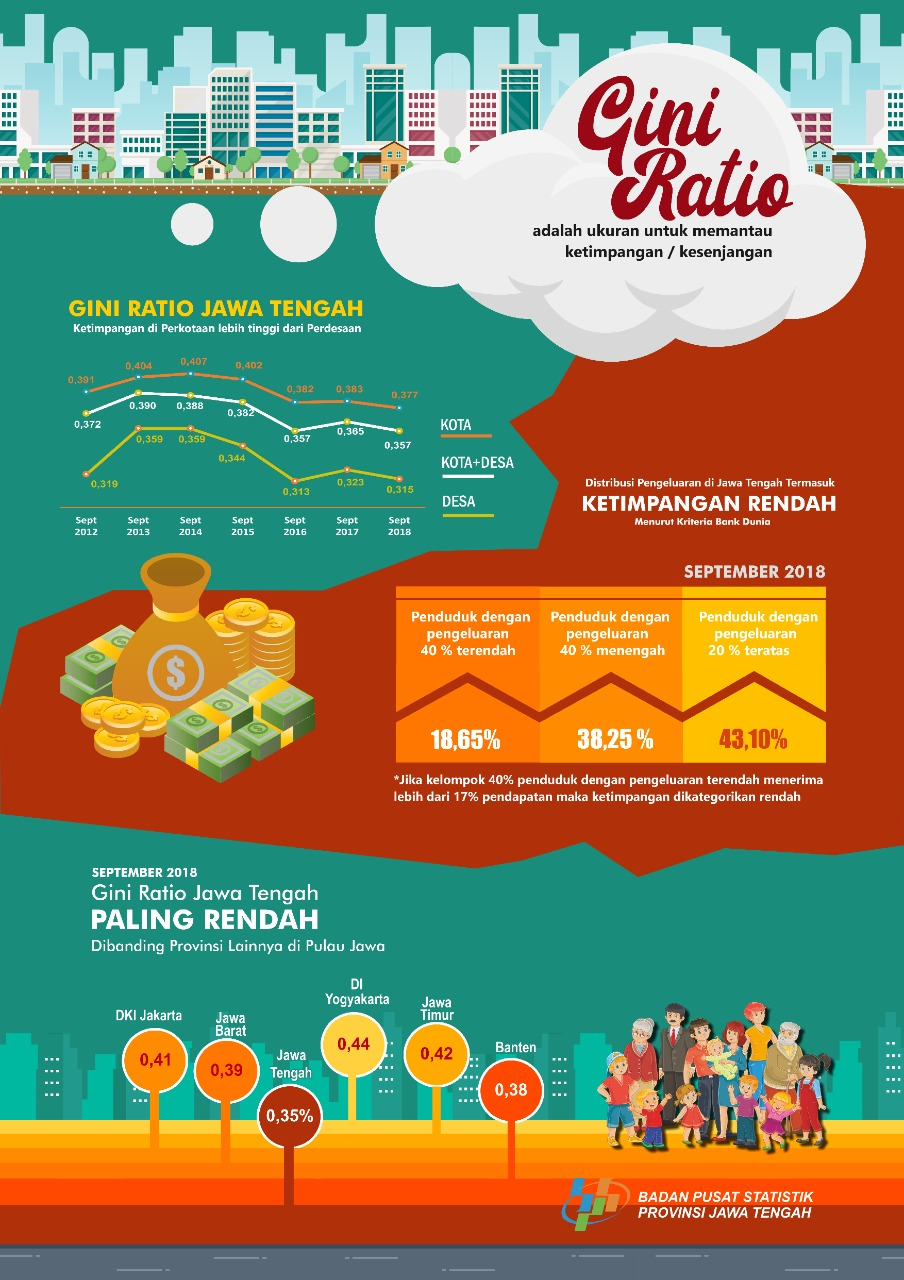 Gini
Ratio
adalah ukuran untuk memantau
ketimpangan / kesenjangan
GINI RATIO JAWA TENGAH
Ketimpangan di Perkotaan lebih tinggi dari Perdesaan
0,391
0,404
0,407
0,402
0,382
0,383
0,377
0,372
0,390
0,388
0,382
0,357
0,365
0,357
0,319
0,359
0,359
0,344
0,313
0,323
0,315
KOTA
KOTA+DESA
DESA
Sept
2012
Sept
2013
Sept
2014
Sept
2015
Sept
2016
Sept
2017
Sept
2018
Distribusi Pengeluaran di Jawa Tengah Termasuk
KETIMPANGAN RENDAH
Menurut Kriteria Bank Dunia
SEPTEMBER 2018
Penduduk dengan
pengeluaran
40 % terendah
18,65%
Penduduk dengan
pengeluaran
40 % menengah
38,25 %
Penduduk dengan
pengeluaran
20 % teratas
43,10%
*Jika kelompok 40% penduduk dengan pengeluaran terendah menerima
lebih dari 17% pendapatan maka ketimpangan dikategorikan rendah
$
SEPTEMBER 2018
Gini Ratio Jawa Tengah
PALING RENDAH
Dibanding Provinsi Lainnya di Pulau Jawa
DKI Jakarta
0,41
Jawa
Barat
0,39
Jawa
Tengah
0,35%
DI
Yogyakarta
0,44
Jawa
Timur
0,42
Banten
0,38
BADAN PUSAT STATISTIK
PROVINSI JAWA TENGAH